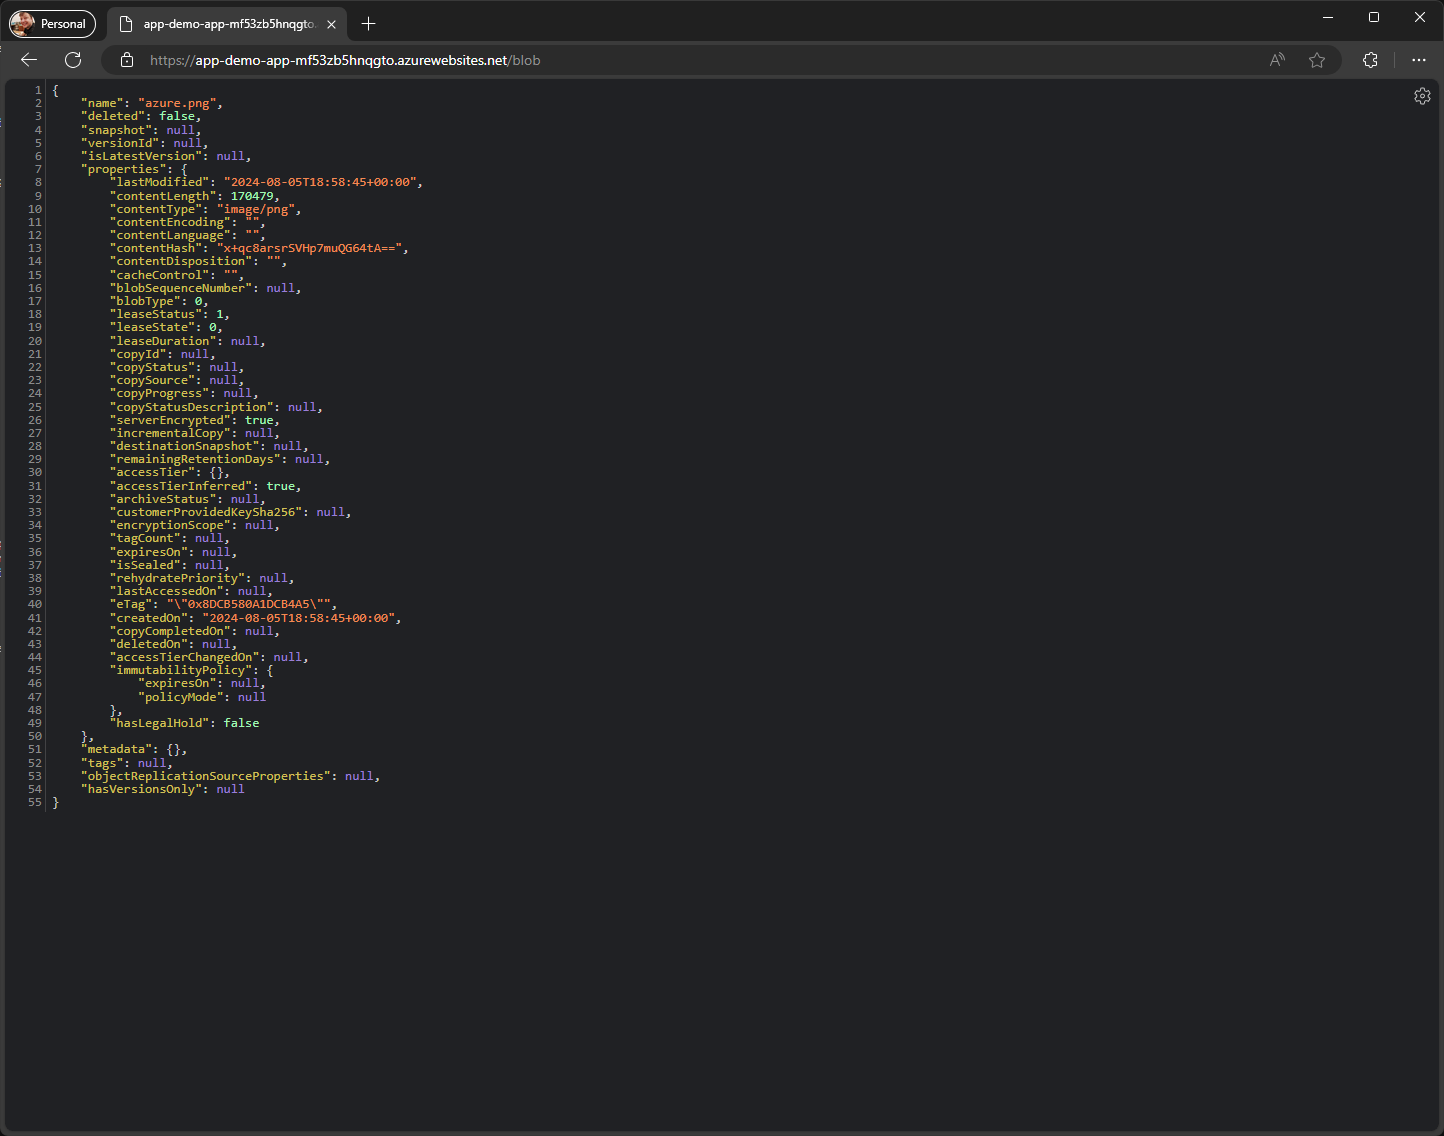 Personal
app-demo-app-mf53zb5hnqgto.
https://app-demo-app-mf53zb5hnqgto.azurewebsites.net/blob
1 {
2 "name": "azure.png",
3 "deleted": false,
4 "snapshot": null,
5 "versionId": null,
6 "isLatestVersion": null,
7 "properties": {
8 "lastModified": "2024-08-05T18:58:45+00:00",
9 "contentLength": 170479,
10 "contentType": "image/png",
11 "contentEncoding": "",
12 "contentLanguage": "",
13 "contentHash": "x+qc8arsrSVHp7muQG64tA==",
14 "contentDisposition": "",
15 "cacheControl": "",
16 "blobSequenceNumber": null,
17 "blobType": 0,
18 "leaseStatus": 1,
19 "leaseState": 0,
20 "leaseDuration": null,
21 "copyId": null,
22 "copyStatus": null,
23 "copySource": null,
24 "copyProgress": null,
25 "copyStatusDescription": null,
26 "serverEncrypted": true,
27 "incrementalCopy": null,
28 "destinationSnapshot": null,
29 "remainingRetentionDays": null,
30 "accessTier": {},
31 "accessTierInferred": true,
32 "archiveStatus": null,
33 "customerProvidedKeySha256": null,
34 "encryptionScope": null,
35 "tagCount": null,
36 "expiresOn": null,
37 "isSealed": null,
38 "rehydratePriority": null,
39 "lastAccessedOn": null,
40 "eTag": "\"0x8DCB580A1DCB4A5\"",
41 "createdOn": "2024-08-05T18:58:45+00:00",
42 "copyCompletedOn": null,
43 "deletedOn": null,
44 "accessTierChangedOn": null,
45 "immutabilityPolicy": {
46 "expiresOn": null,
47 "policyMode": null
48 },
49 "hasLegalHold": false
50 },
51 "metadata": {},
52 "tags": null,
53 "objectReplicationSourceProperties": null,
54 "hasVersionsOnly": null
55 }